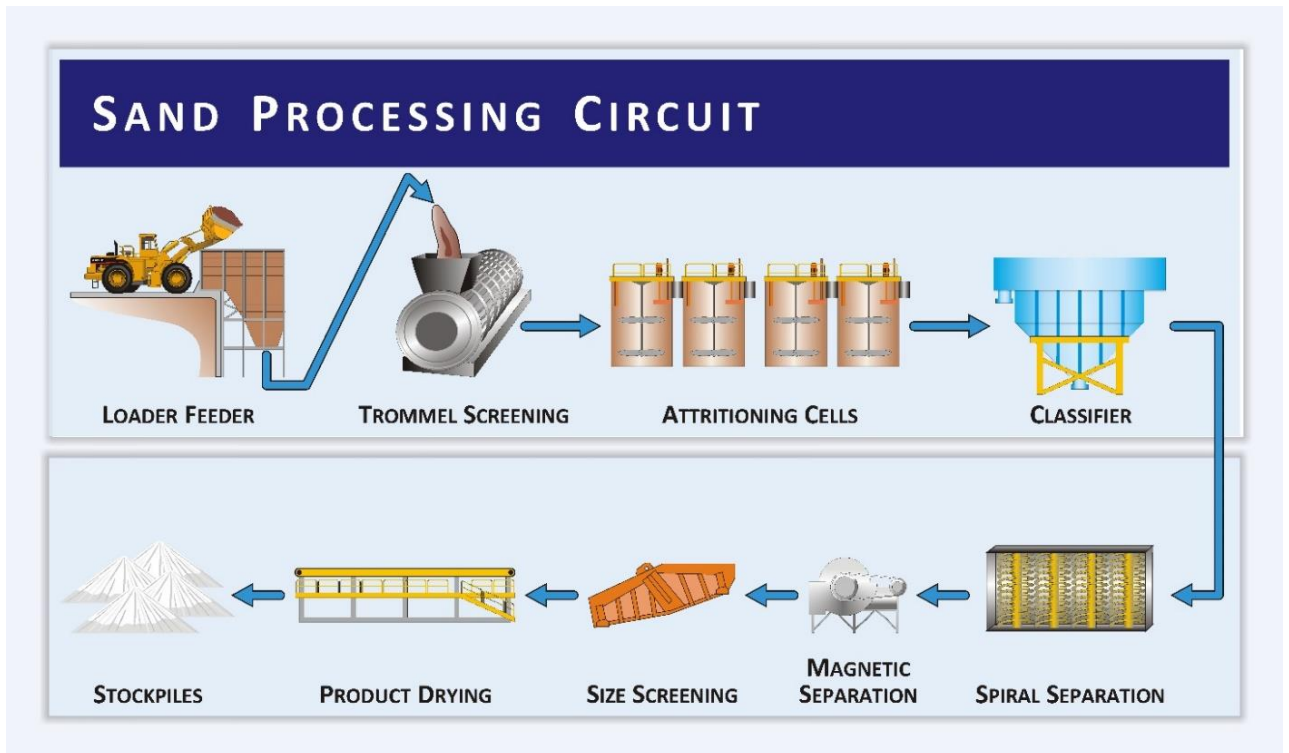 SAND PROCESSING CIRCUIT
LOADER FEEDER
TROMMEL SCREENING
ATTRITIONING CELLS
CLASSIFIER
STOCKPILES
PRODUCT DRYING
SIZE SCREENING
MAGNETIC
SEPARATION
SPIRAL SEPARATION